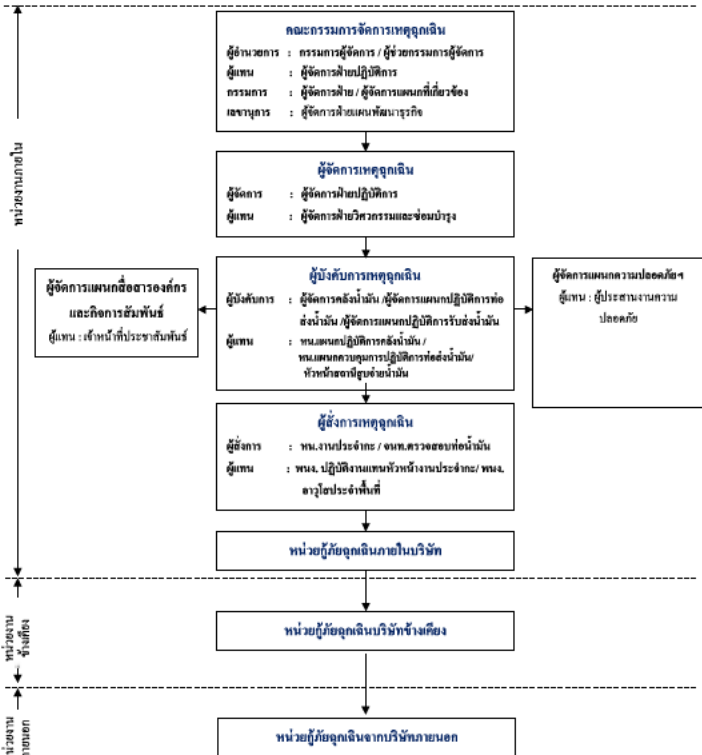 คณะกรรมการจัดการเหตุฉุกเฉิน
ผู้อำนวยการ : กรรมการผู้จัดการ / ผู้ช่วยกรรมการผู้จัดการ
ผู้แทน : ผู้จัดการฝ่ายปฏิบัติการ
กรรมการ : ผู้จัดการฝ่าย / ผู้จัดการแผนกที่เกี่ยวข้อง
เลขานุการ : ผู้จัดการฝ่ายแผนพัฒนาธุรกิจ
หน่วยงานภายใน
ผู้จัดการเหตุฉุกเฉิน
ผู้จัดการ : ผู้จัดการฝ่ายปฏิบัติการ
ผู้แทน : ผู้จัดการฝ่ายวิศวกรรมและซ่อมบำรุง
ผู้จัดการแผนกสื่อสารองค์กร
และกิจการสัมพันธ์
ผู้แทน : เจ้าหน้าที่ประชาสัมพันธ์
ผู้บังคับการเหตุฉุกเฉิน
ผู้บังคับการ : ผู้จัดการคลังน้ำมัน /ผู้จัดการแผนกปฏิบัติการท่อ
ส่งน้ำมัน /ผู้จัดการแผนกปฏิบัติการรับส่งน้ำมัน
ผู้แทน : หน.แผนกปฏิบัติการคลังน้ำมัน /
หน.แผนกควบคุมการปฏิบัติการท่อส่งน้ำมัน/
หัวหน้าสถานีสูบจ่ายน้ำมัน
ผู้จัดการแผนกความปลอดภัยฯ
ผู้แทน : ผู้ประสานงานความ
ปลอดภัย
ผู้สั่งการเหตุฉุกเฉิน
ผู้สั่งการ : หน.งานประจำกะ / จนท.ตรวจสอบท่อน้ำมัน
ผู้แทน : พนง. ปฏิบัติงานแทนหัวหน้างานประจำกะ/ พนง.
อาวุโสประจำพื้นที่
หน่วยกู้ภัยฉุกเฉินภายในบริษัท
หน่วยงาน
ข้างเคียง
หน่วยกู้ภัยฉุกเฉินบริษัทข้างเคียง
หน่วยงาน
ภายนอก
หน่วยกู้ภัยฉุกเฉินจากบริษัทภายนอก